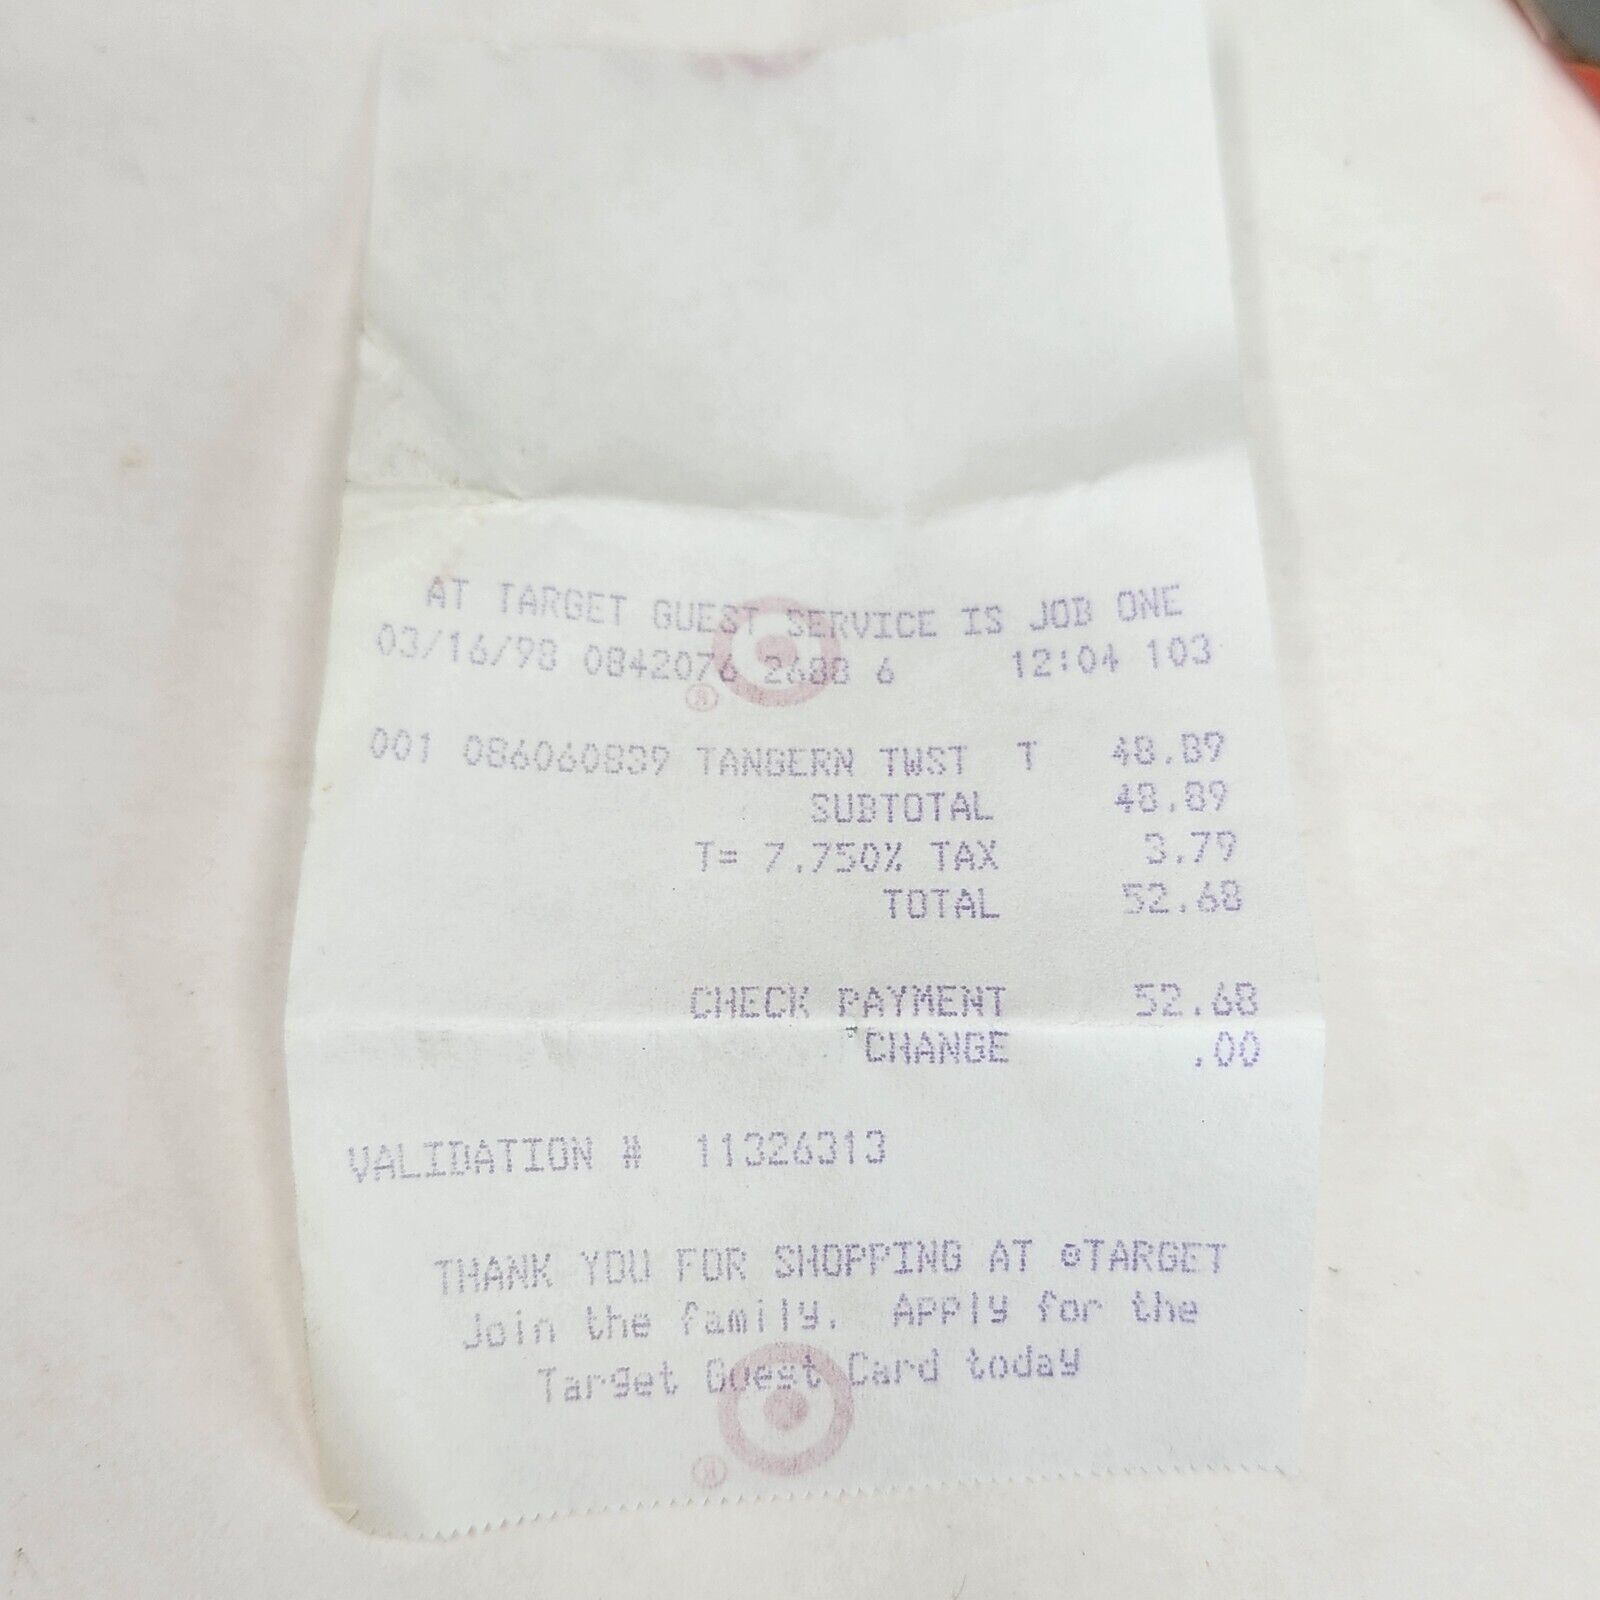 AT TARGET GUEST SERVICE IS JOB ONE
03/16/98 0842076 2688 6 12:04 103
001 086060839 TANGERN TWST T 48.89
SUBTOTAL 48.89
T= 7.750% TAX 3.79
TOTAL 52.68
CHECK PAYMENT 52.68
CHANGE .00
VALIDATION # 11326313
THANK YOU FOR SHOPPING AT TARGET
Join the family. Apply for the
Target Guest Card today
®